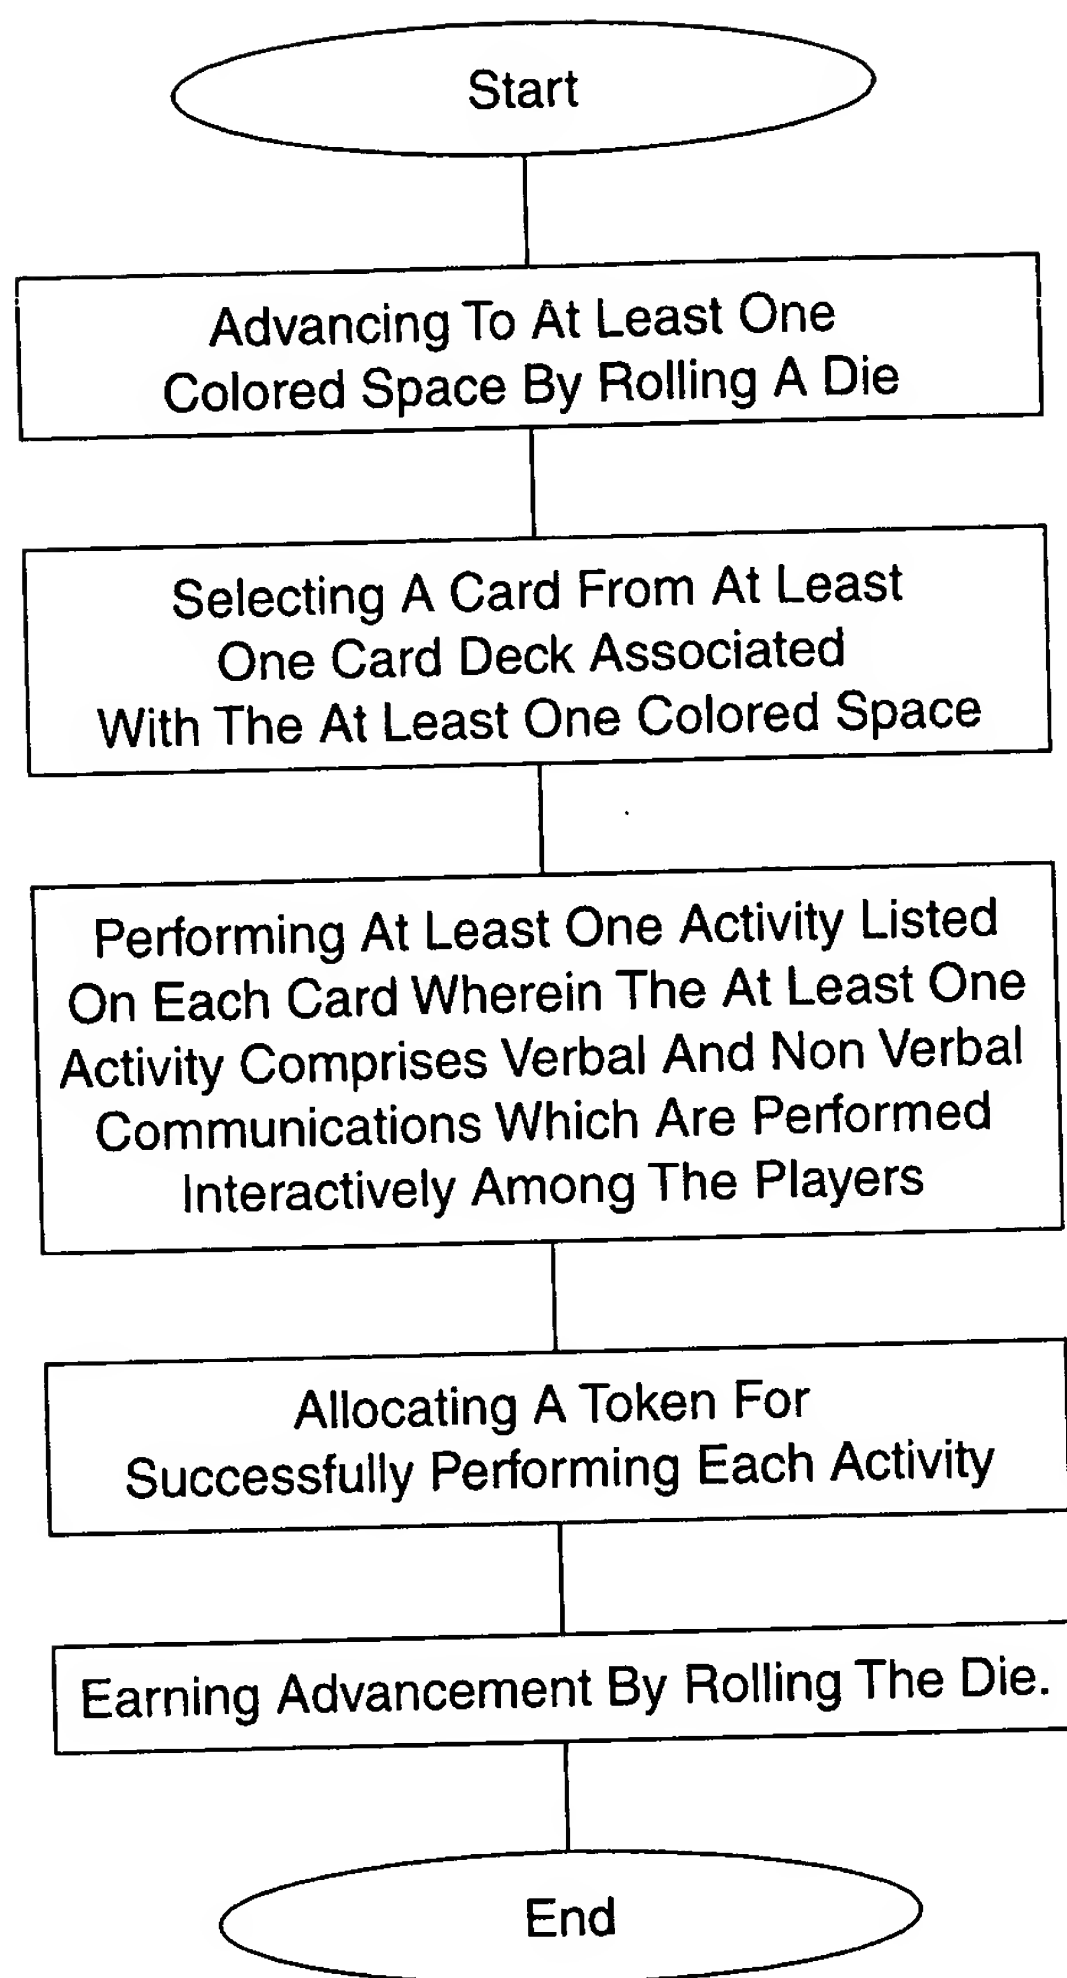 Start
Advancing To At Least One
Colored Space By Rolling A Die
Selecting A Card From At Least
One Card Deck Associated
With The At Least One Colored Space
Performing At Least One Activity Listed
On Each Card Wherein The At Least One
Activity Comprises Verbal And Non Verbal
Communications Which Are Performed
Interactively Among The Players
Allocating A Token For
Successfully Performing Each Activity
Earning Advancement By Rolling The Die.
End